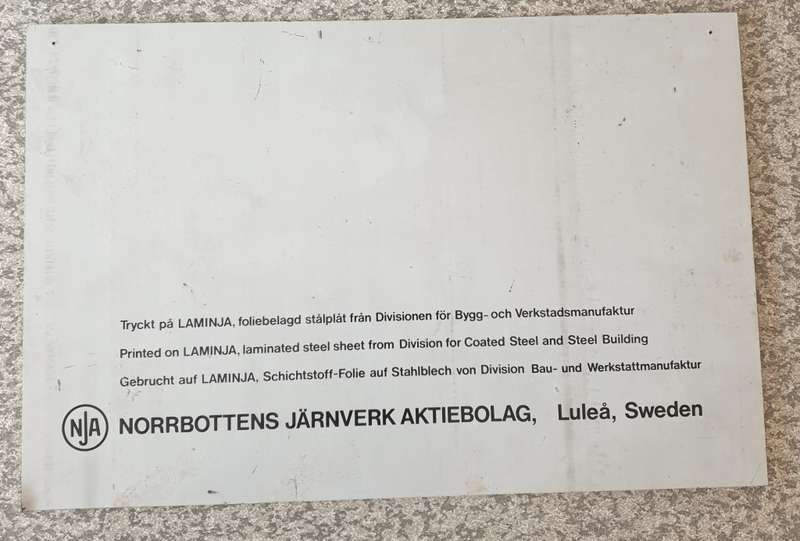 Tryckt på LAMINJA, foliebelagd stålplåt från Divisionen för Bygg- och Verkstadsmanufaktur
Printed on LAMINJA, laminated steel sheet from Division for Coated Steel and Steel Building
Gebrucht auf LAMINJA, Schichtstoff-Folie auf Stahlblech von Division Bau- und Werkstattmanufaktur
NJA NORRBOTTENS JÄRNVERK AKTIEBOLAG, Luleå, Sweden